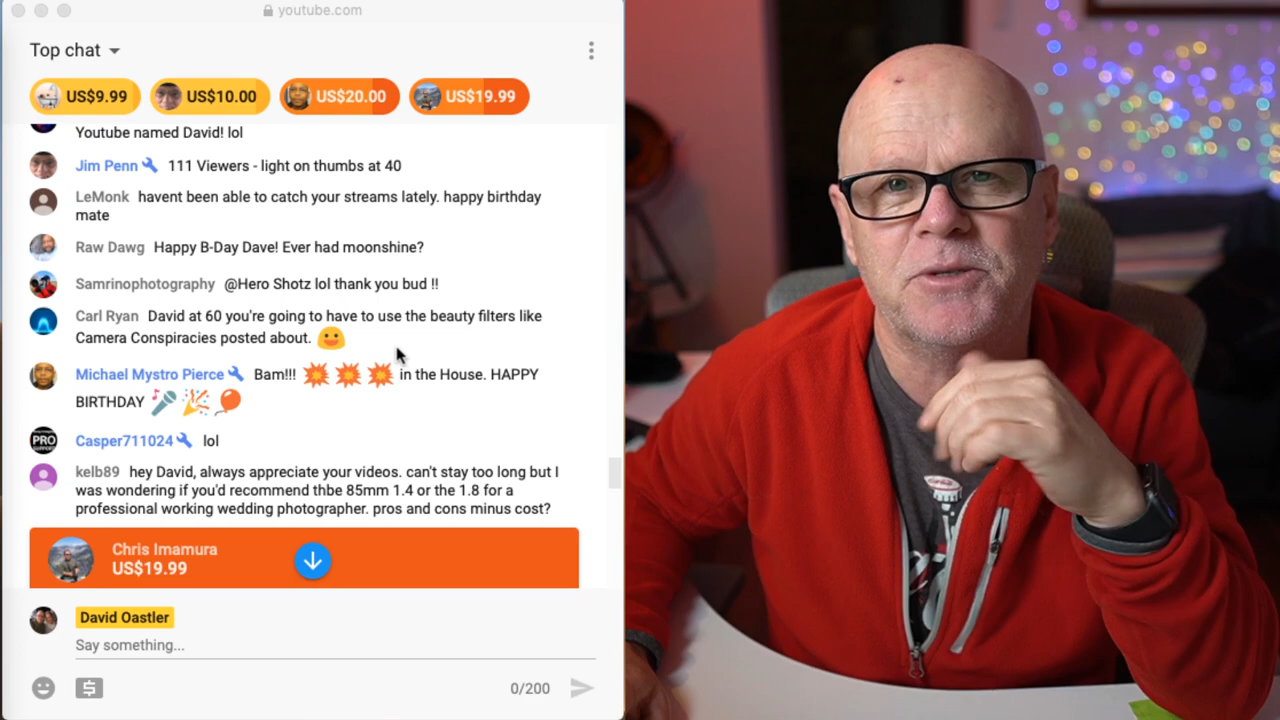 youtube.com
Top chat
US$9.99 US$10.00 US$20.00 US$19.99
Youtube named David! lol
Jim Penn 111 Viewers - light on thumbs at 40
LeMonk havent been able to catch your streams lately. happy birthday
mate
Raw Dawg Happy B-Day Dave! Ever had moonshine?
Samrinophotography @Hero Shotz lol thank you bud !!
Carl Ryan David at 60 you're going to have to use the beauty filters like
Camera Conspiracies posted about.
Michael Mystro Pierce Bam!!! 💥 💥 💥 in the House. HAPPY
BIRTHDAY 🎤 🎉 🎈
PRO
Casper711024 lol
kelb89 hey David, always appreciate your videos. can't stay too long but I
was wondering if you'd recommend thbe 85mm 1.4 or the 1.8 for a
professional working wedding photographer. pros and cons minus cost?
Chris Imamura
US$19.99
David Oastler
Say something...
0/200